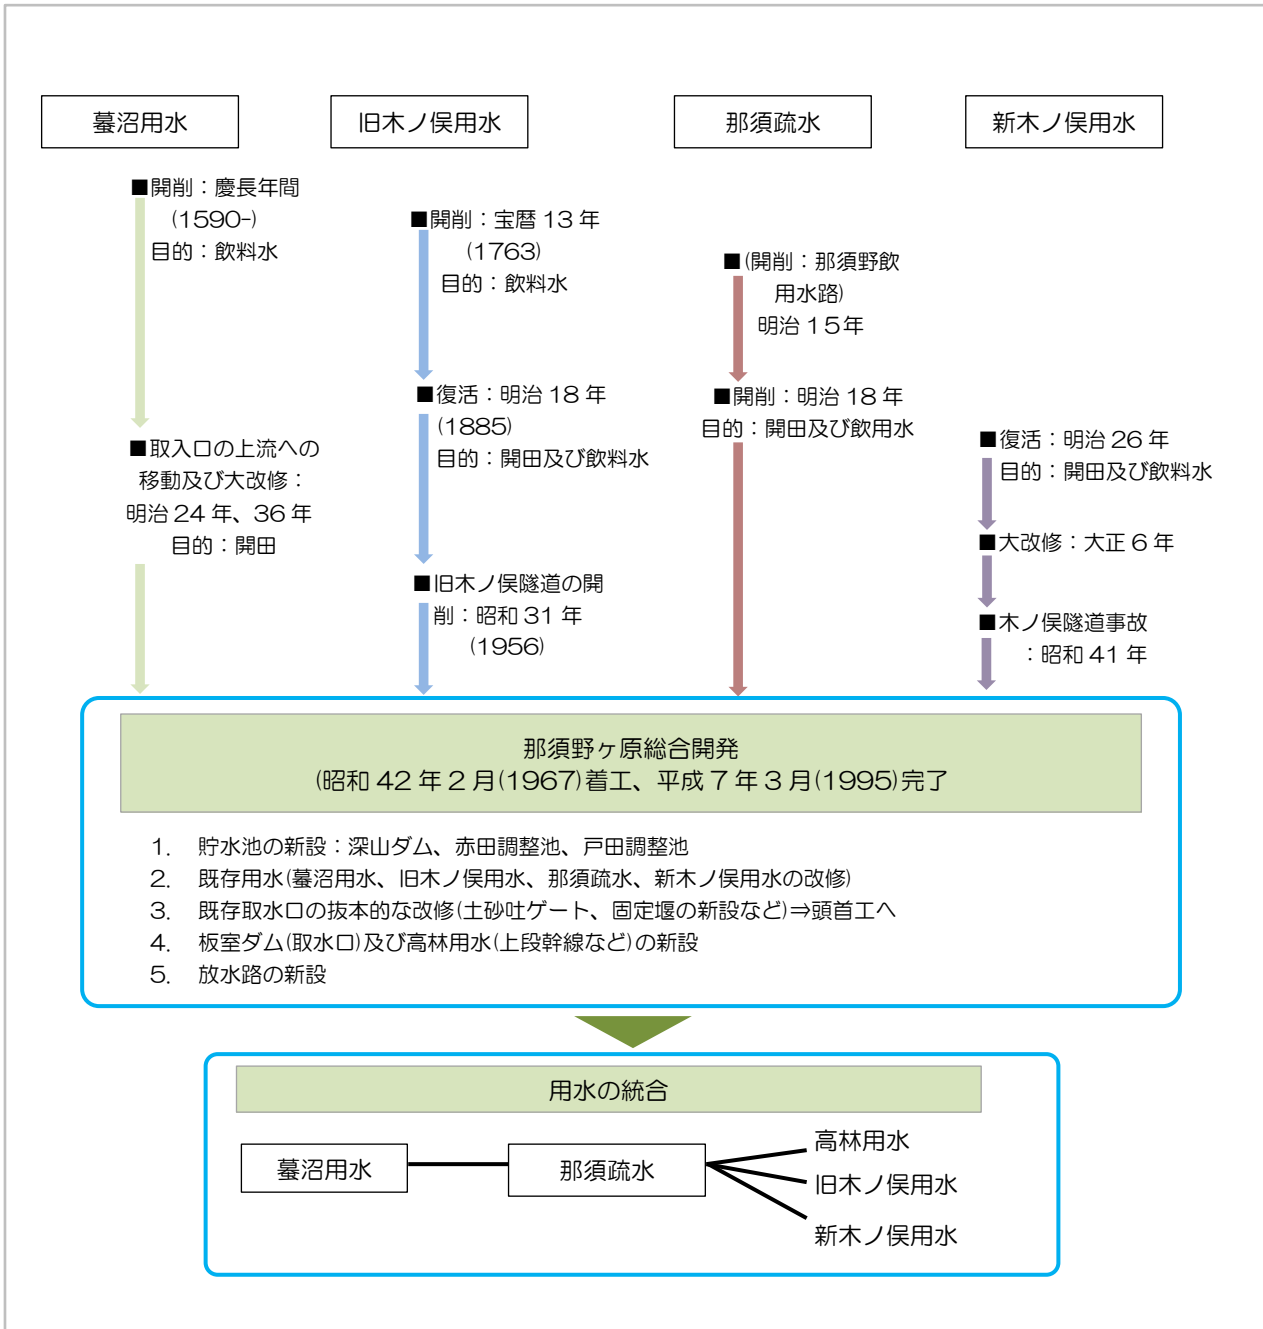 蟇沼用水
■開削：慶長年間
(1590-)
目的：飲料水
■取入口の上流への
移動及び大改修：
明治 24 年、36 年
目的：開田
旧木ノ俣用水
■開削：宝暦 13 年
(1763)
目的：飲料水
■復活：明治 18 年
(1885)
目的：開田及び飲料水
■旧木ノ俣隧道の開
削：昭和 31 年
(1956)
那須疏水
■(開削：那須野飲
用水路)
明治 15年
■開削：明治 18 年
目的：開田及び飲用水
新木ノ俣用水
■復活：明治 26 年
目的：開田及び飲料水
■大改修：大正 6 年
■木ノ俣隧道事故
：昭和 41 年
那須野ヶ原総合開発
(昭和 42 年 2 月(1967)着工、平成 7 年 3 月(1995)完了
1. 貯水池の新設：深山ダム、赤田調整池、戸田調整池
2. 既存用水(蟇沼用水、旧木ノ俣用水、那須疏水、新木ノ俣用水の改修)
3. 既存取水口の抜本的な改修(土砂吐ゲート、固定堰の新設など)⇒頭首工へ
4. 板室ダム(取水口)及び高林用水(上段幹線など)の新設
5. 放水路の新設
用水の統合
蟇沼用水
那須疏水
高林用水
旧木ノ俣用水
新木ノ俣用水